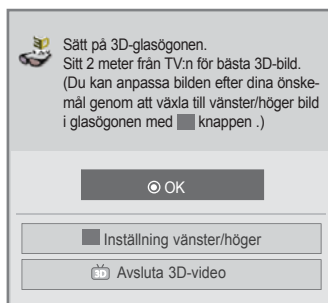 Sätt på 3D-glasögonen.
Sitt 2 meter från TV:n för bästa 3D-bild.
(Du kan anpassa bilden efter dina önske-
mål genom att växla till vänster/höger bild
i glasögonen med knappen .)
OK
Inställning vänster/höger
3D Avsluta 3D-video